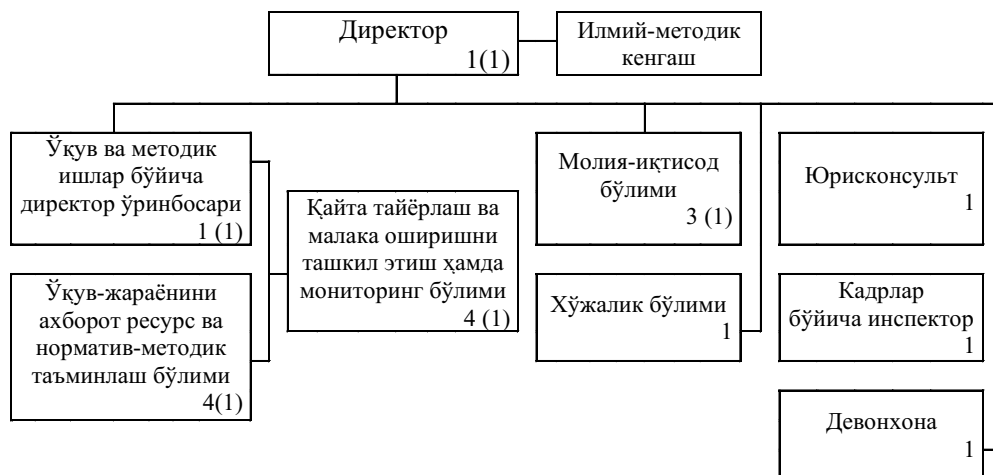 Директор
1(1)
Илмий-методик
кенгаш
Ўқув ва методик
ишлар бўйича
директор ўринбосари
1 (1)
Қайта тайёрлаш ва
малака оширишни
ташкил этиш ҳамда
мониторинг бўлими
4 (1)
Ўқув-жараёнини
ахборот ресурс ва
норматив-методик
таъминлаш бўлими
4(1)
Молия-иқтисод
бўлими
3 (1)
Хўжалик бўлими
1
Юрисконсульт
1
Кадрлар
бўйича инспектор
1
Девонхона
1